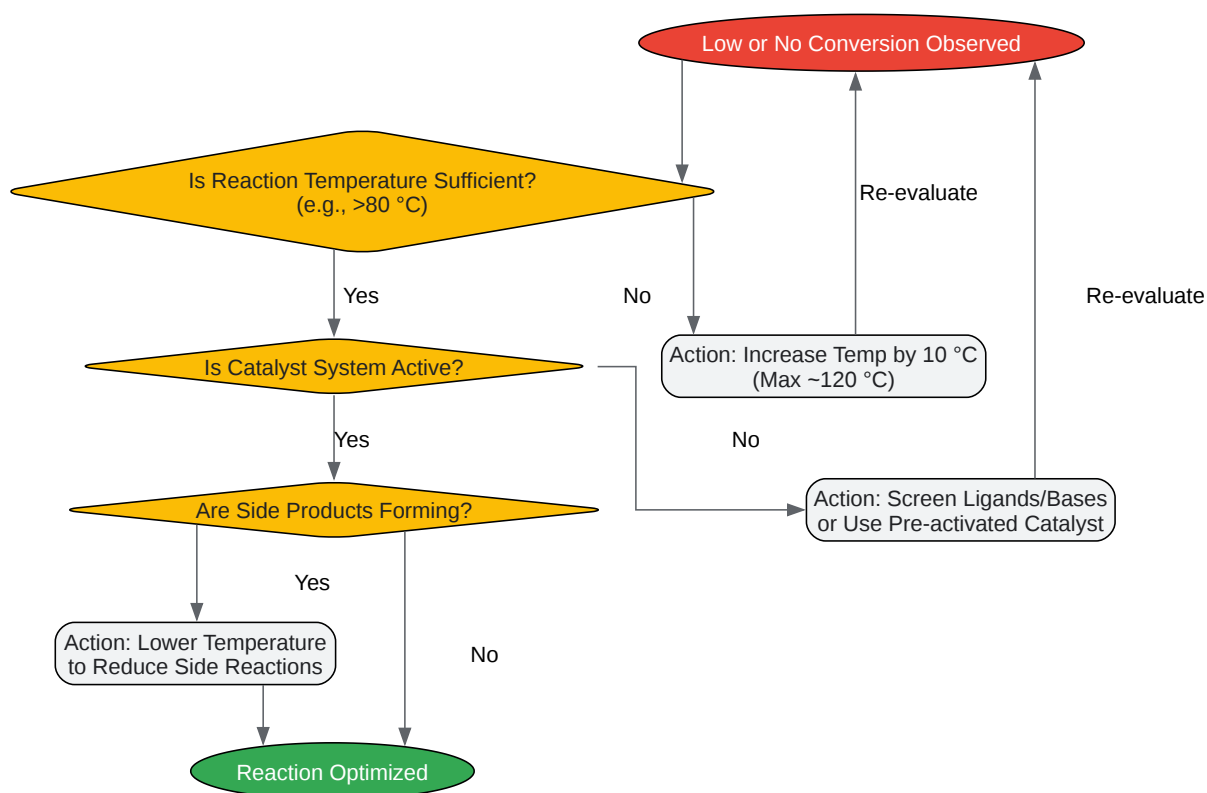 Low or No Conversion Observed
Is Reaction Temperature Sufficient?
(e.g., >80 °C)
Re-evaluate
Yes
No
Re-evaluate
Action: Increase Temp by 10 °C
(Max ~120 °C)
Is Catalyst System Active?
Yes
No
Action: Screen Ligands/Bases
or Use Pre-activated Catalyst
Are Side Products Forming?
Yes
Action: Lower Temperature
to Reduce Side Reactions
No
Reaction Optimized